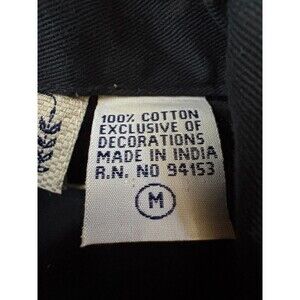 100% COTTON
EXCLUSIVE OF
DECORATIONS
MADE IN INDIA
R.N. NO 94153
M